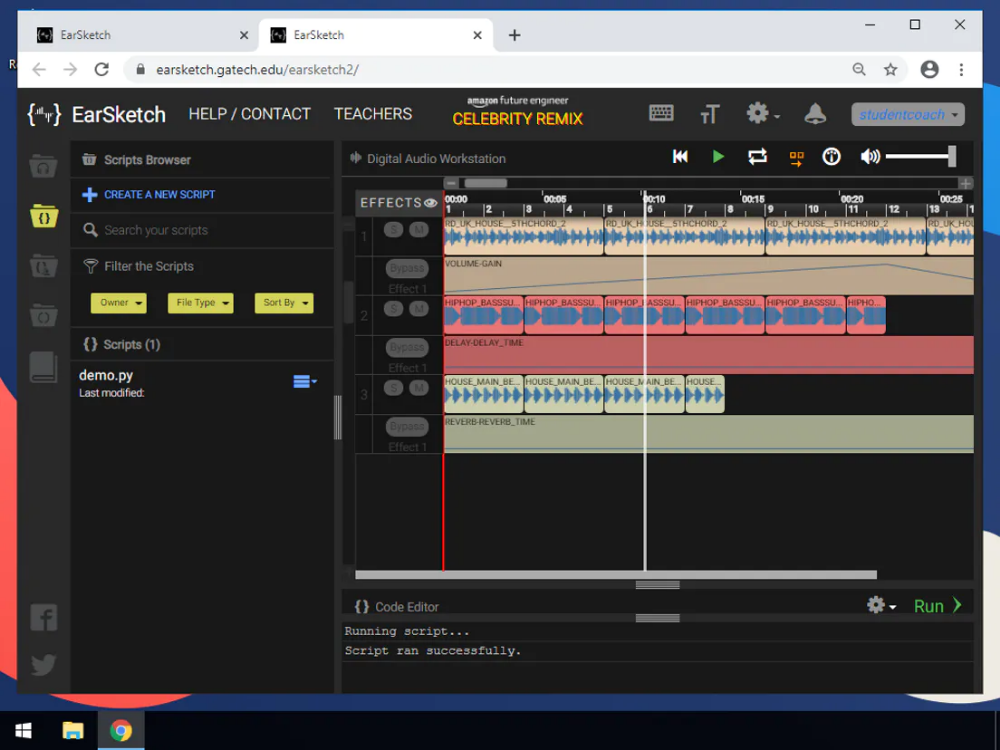 EarSketch
EarSketch
earsketch.gatech.edu/earsketch2/
EarSketch
HELP / CONTACT
TEACHERS
amazon future engineer
CELEBRITY REMIX
studentcoach
Scripts Browser
CREATE A NEW SCRIPT
Search your scripts
Filter the Scripts
Owner
File Type
Sort By
Scripts (1)
demo.py
Last modified:
Digital Audio Workstation
EFFECTS
00:00 00:05 00:10 00:15 00:20 00:25
1 2 3 4 5 6 7 8 9 10 11 12 13
1
S M
RD_UK_HOUSE__5THCHORD_2
RD_UK_HOUSE__5THCHORD_2
RD_UK_HOUSE__5THCHORD_2
RD_UK_HOUS
Bypass
Effect 1
VOLUME-GAIN
2
S M
HIPHOP_BASSSU...
HIPHOP_BASSSU...
HIPHOP_BASSSU...
HIPHOP_BASSSU...
HIPHOP_BASSSU...
HIPHO...
Bypass
Effect 1
DELAY-DELAY_TIME
3
S M
HOUSE_MAIN_BE...
HOUSE_MAIN_BE...
HOUSE_MAIN_BE...
HOUSE...
Bypass
Effect 1
REVERB-REVERB_TIME
Code Editor
Run
Running script...
Script ran successfully.